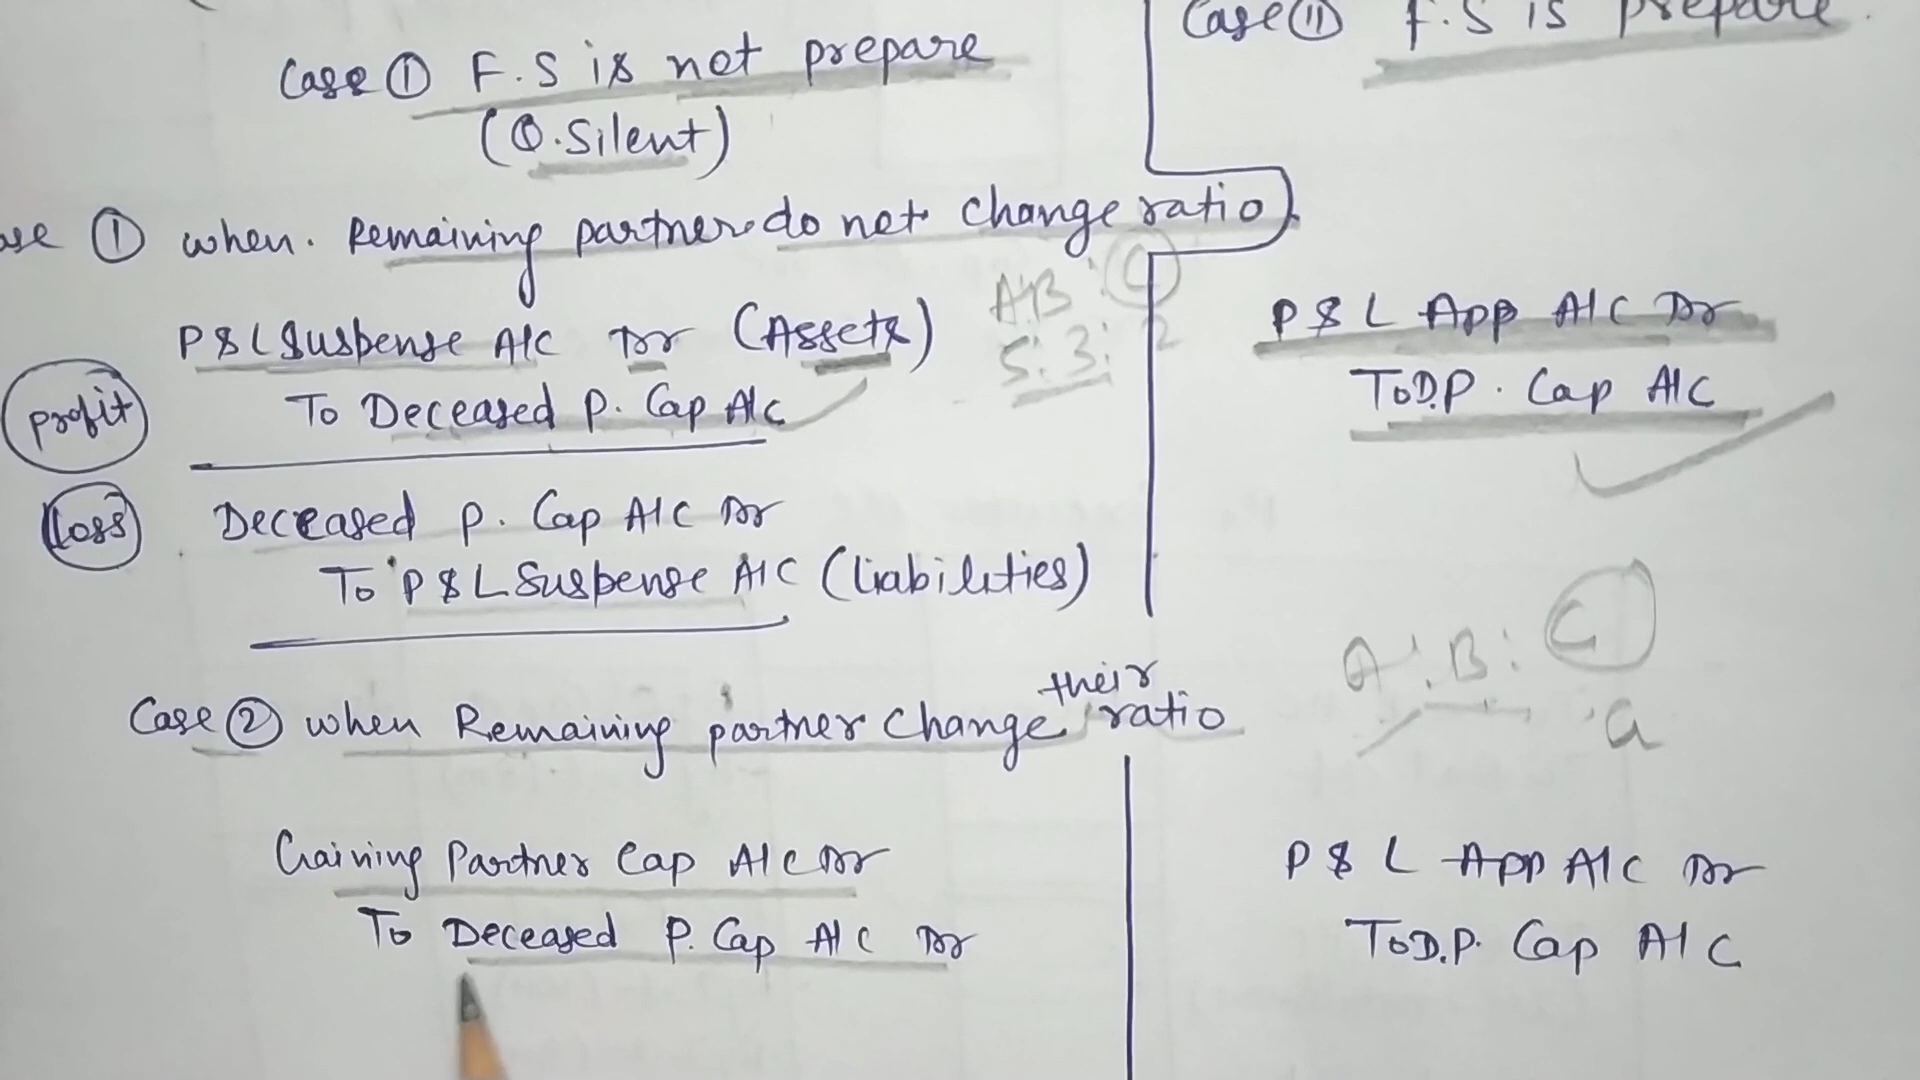 Case ① F.S is not prepare
(Q. Silent)
Case ⑪ F.S is prepare
ase ① when. Remaining partner do not change ratio).
P & L Suspense A/C Dr (Assets)
profit
To Deceased P. Cap A/C
A:B:C
5:3:2
P & L App A/C Dr
To D.P. Cap A/C
loss
Deceased P. Cap A/C Dr
To P & L Suspense A/C (liabilities)
A:B:C
a
Case ② when Remaining partner change their ratio
Gaining Partner Cap A/C Dr
To Deceased P. Cap A/C Dr
P & L App A/C Dr
To D.P. Cap A/C